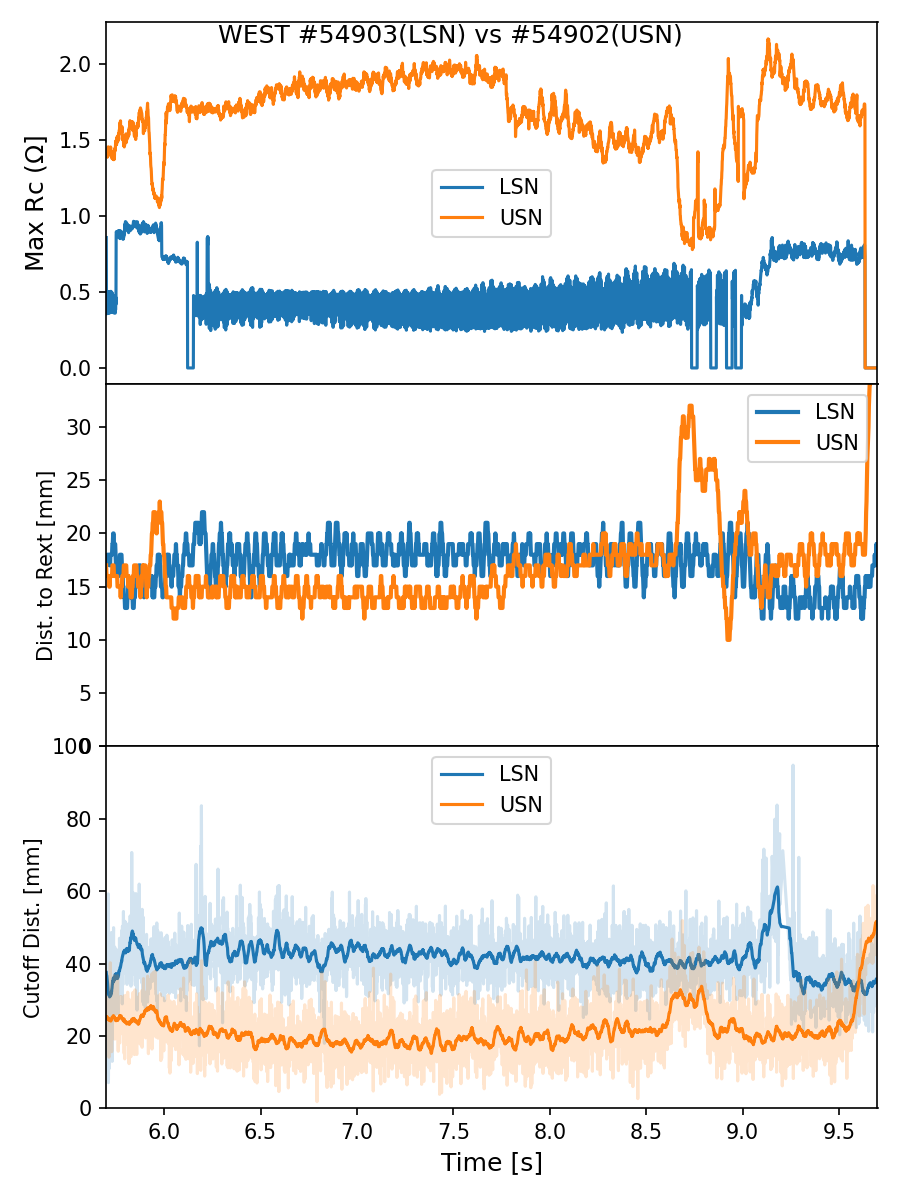 WEST #54903(LSN) vs #54902(USN)
Max Rc (Ω)
2.0
1.5
1.0
0.5
0.0
LSN
USN
Dist. to Rext [mm]
30
25
20
15
10
5
0
LSN
USN
Cutoff Dist. [mm]
100
80
60
40
20
0
LSN
USN
6.0 6.5 7.0 7.5 8.0 8.5 9.0 9.5
Time [s]